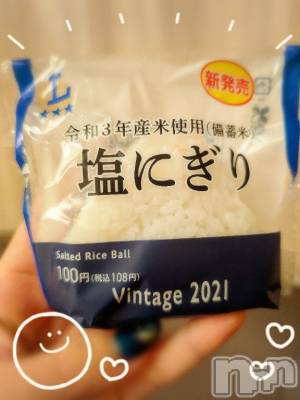 L
新発売
令和3年産米使用(備蓄米)
塩にぎり
Salted Rice Ball
100円(税込108円)
Vintage 2021